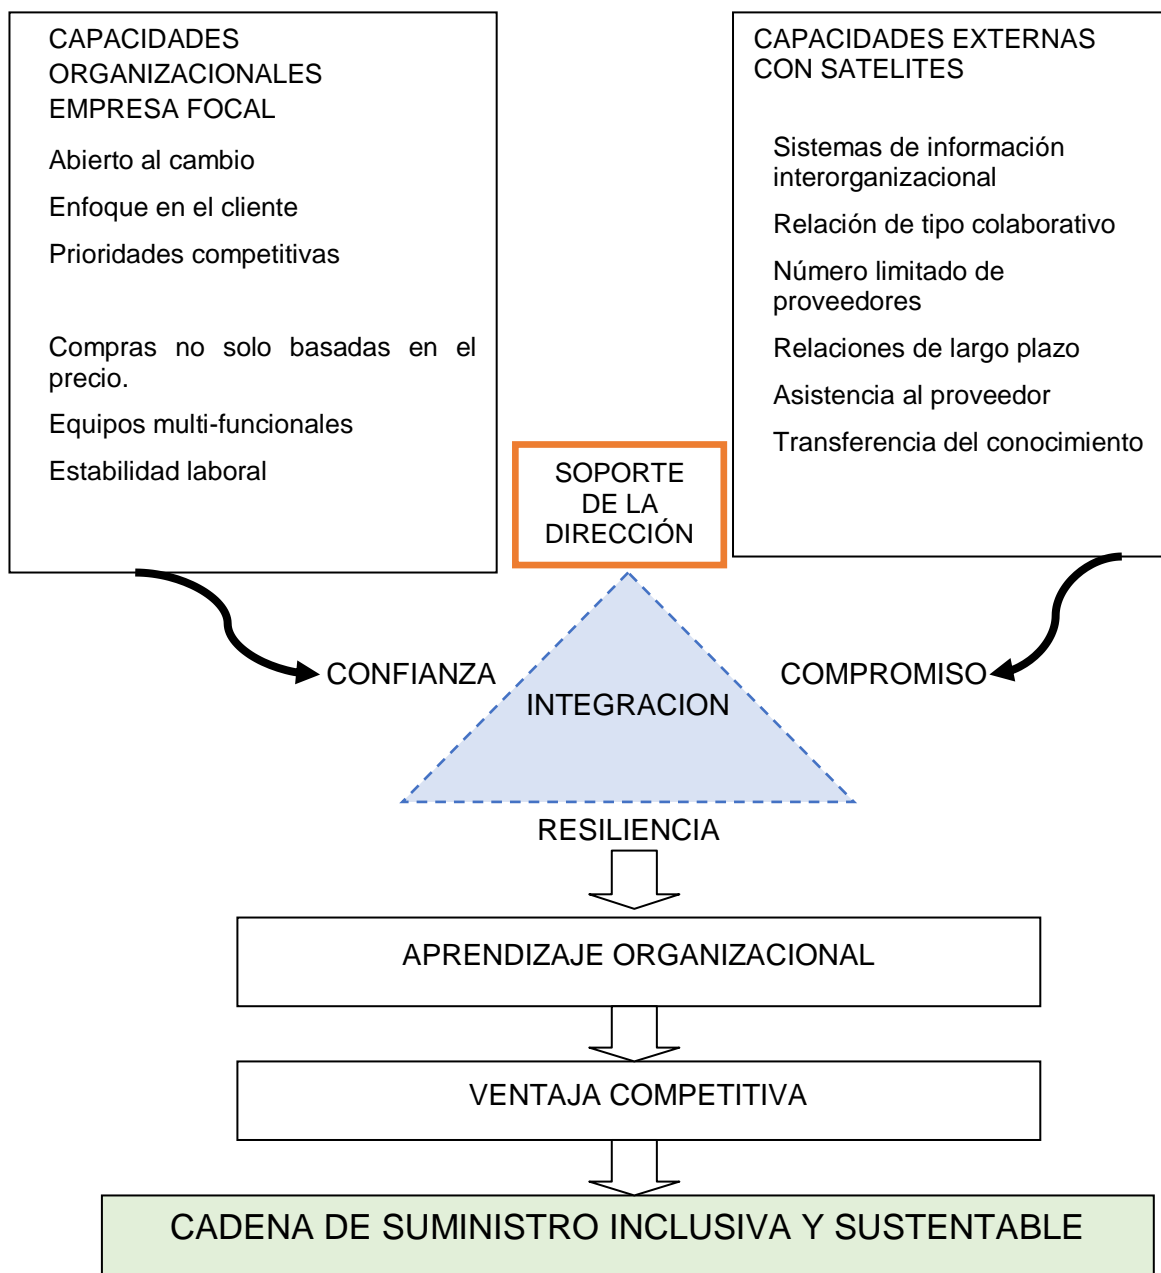 CAPACIDADES
ORGANIZACIONALES
EMPRESA FOCAL
Abierto al cambio
Enfoque en el cliente
Prioridades competitivas
Compras no solo basadas en el
precio.
Equipos multi-funcionales
Estabilidad laboral
CAPACIDADES EXTERNAS
CON SATELITES
Sistemas de información
interorganizacional
Relación de tipo colaborativo
Número limitado de
proveedores
Relaciones de largo plazo
Asistencia al proveedor
Transferencia del conocimiento
SOPORTE
DE LA
DIRECCIÓN
CONFIANZA
COMPROMISO
INTEGRACION
RESILIENCIA
APRENDIZAJE ORGANIZACIONAL
VENTAJA COMPETITIVA
CADENA DE SUMINISTRO INCLUSIVA Y SUSTENTABLE